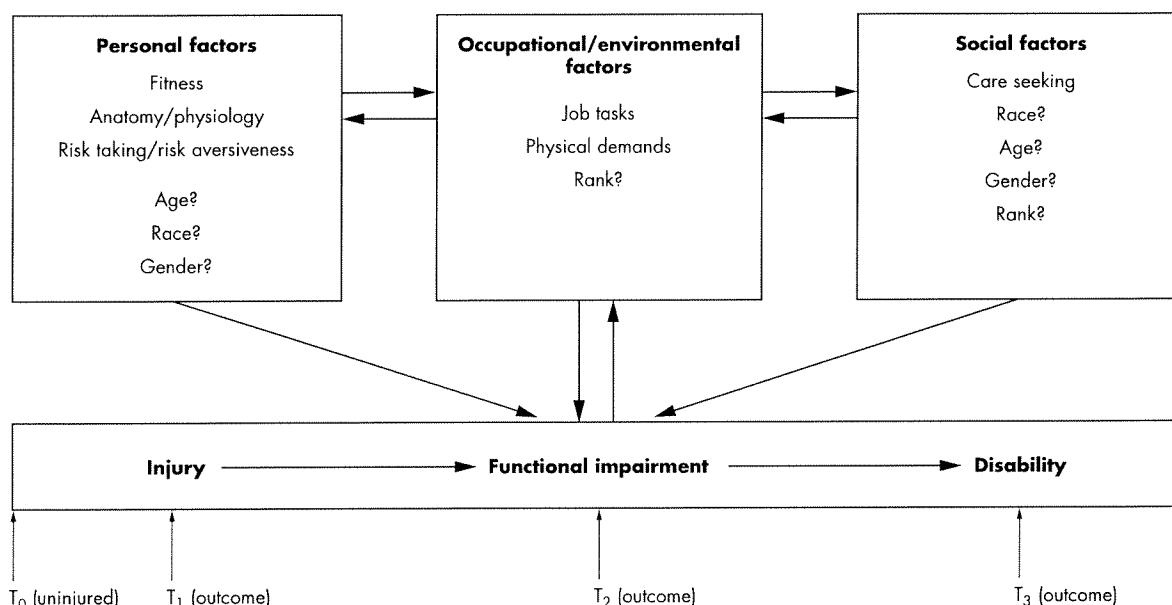 Personal factors
Fitness
Anatomy/physiology
Risk taking/risk aversiveness
Age?
Race?
Gender?
Occupational/environmental
factors
Job tasks
Physical demands
Rank?
Social factors
Care seeking
Race?
Age?
Gender?
Rank?
Injury
Functional impairment
Disability
T0 (uninjured)
T1 (outcome)
T2 (outcome)
T3 (outcome)